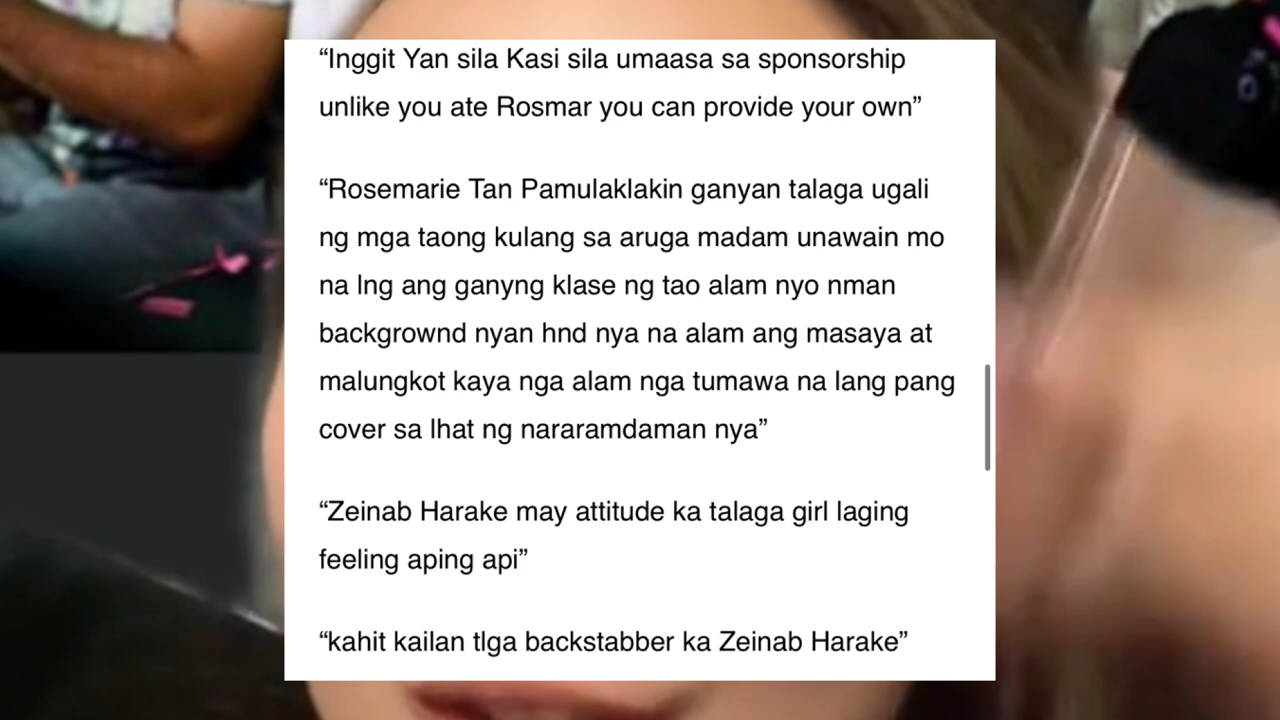 “Inggit Yan sila Kasi sila umaasa sa sponsorship
unlike you ate Rosmar you can provide your own”
“Rosemarie Tan Pamulaklakin ganyan talaga ugali
ng mga taong kulang sa aruga madam unawain mo
na lng ang ganyng klase ng tao alam nyo nman
backgrownd nyan hnd nya na alam ang masaya at
malungkot kaya nga alam nga tumawa na lang pang
cover sa lhat ng nararamdaman nya”
“Zeinab Harake may attitude ka talaga girl laging
feeling aping api”
“kahit kailan tlga backstabber ka Zeinab Harake”